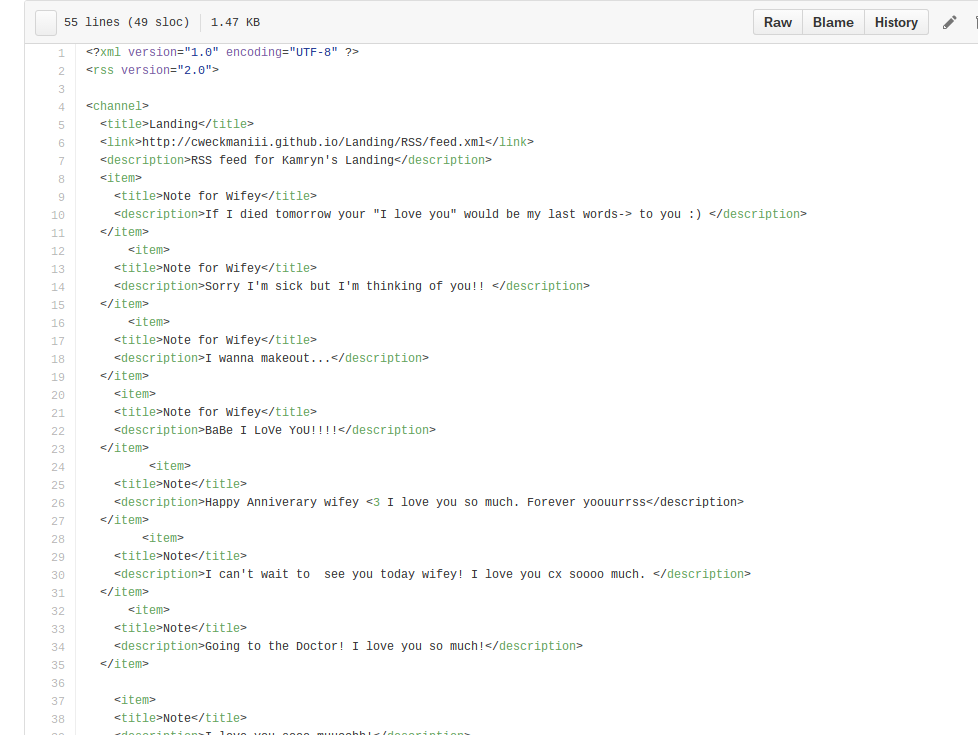 55 lines (49 sloc) 1.47 KB Raw Blame History
1 <?xml version="1.0" encoding="UTF-8" ?>
2 <rss version="2.0">
3
4 <channel>
5 <title>Landing</title>
6 <link>http://cweckmaniii.github.io/Landing/RSS/feed.xml</link>
7 <description>RSS feed for Kamryn's Landing</description>
8 <item>
9 <title>Note for Wifey</title>
10 <description>If I died tomorrow your "I love you" would be my last words-> to you :) </description>
11 </item>
12 <item>
13 <title>Note for Wifey</title>
14 <description>Sorry I'm sick but I'm thinking of you!! </description>
15 </item>
16 <item>
17 <title>Note for Wifey</title>
18 <description>I wanna makeout...</description>
19 </item>
20 <item>
21 <title>Note for Wifey</title>
22 <description>BaBe I LoVe YoU!!!!</description>
23 </item>
24 <item>
25 <title>Note</title>
26 <description>Happy Anniverary wifey <3 I love you so much. Forever yoouurrss</description>
27 </item>
28 <item>
29 <title>Note</title>
30 <description>I can't wait to  see you today wifey! I love you cx soooo much. </description>
31 </item>
32 <item>
33 <title>Note</title>
34 <description>Going to the Doctor! I love you so much!</description>
35 </item>
36
37 <item>
38 <title>Note</title>